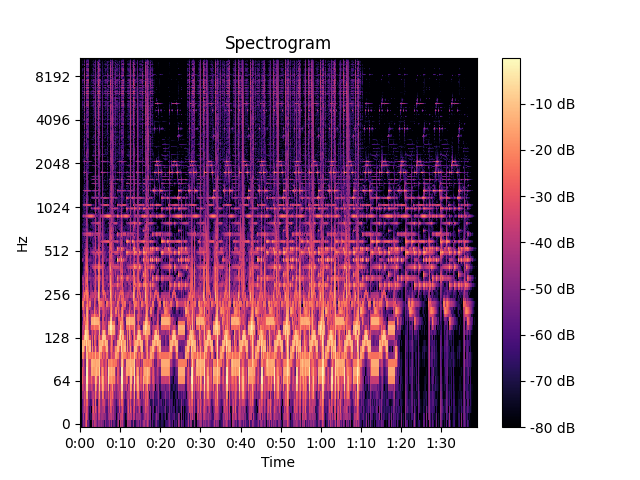 Spectrogram
8192
4096
2048
1024
512
256
128
64
0
Hz
0:00 0:10 0:20 0:30 0:40 0:50 1:00 1:10 1:20 1:30
Time
-10 dB
-20 dB
-30 dB
-40 dB
-50 dB
-60 dB
-70 dB
-80 dB